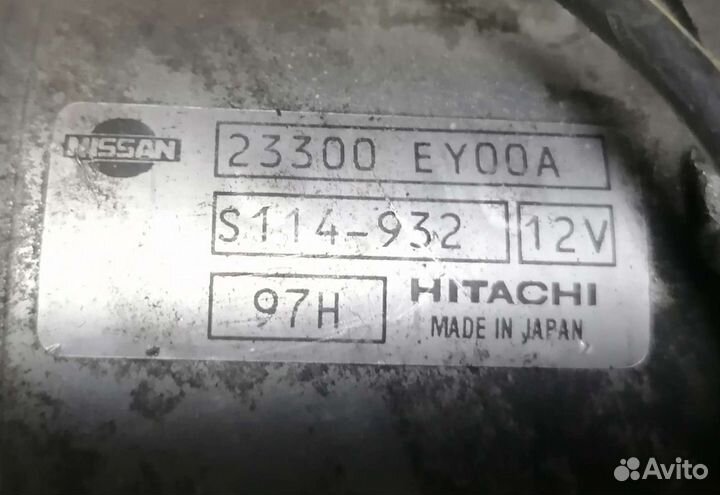 NISSAN
23300 EY00A
S114-932 12V
97H HITACHI
MADE IN JAPAN
Avito